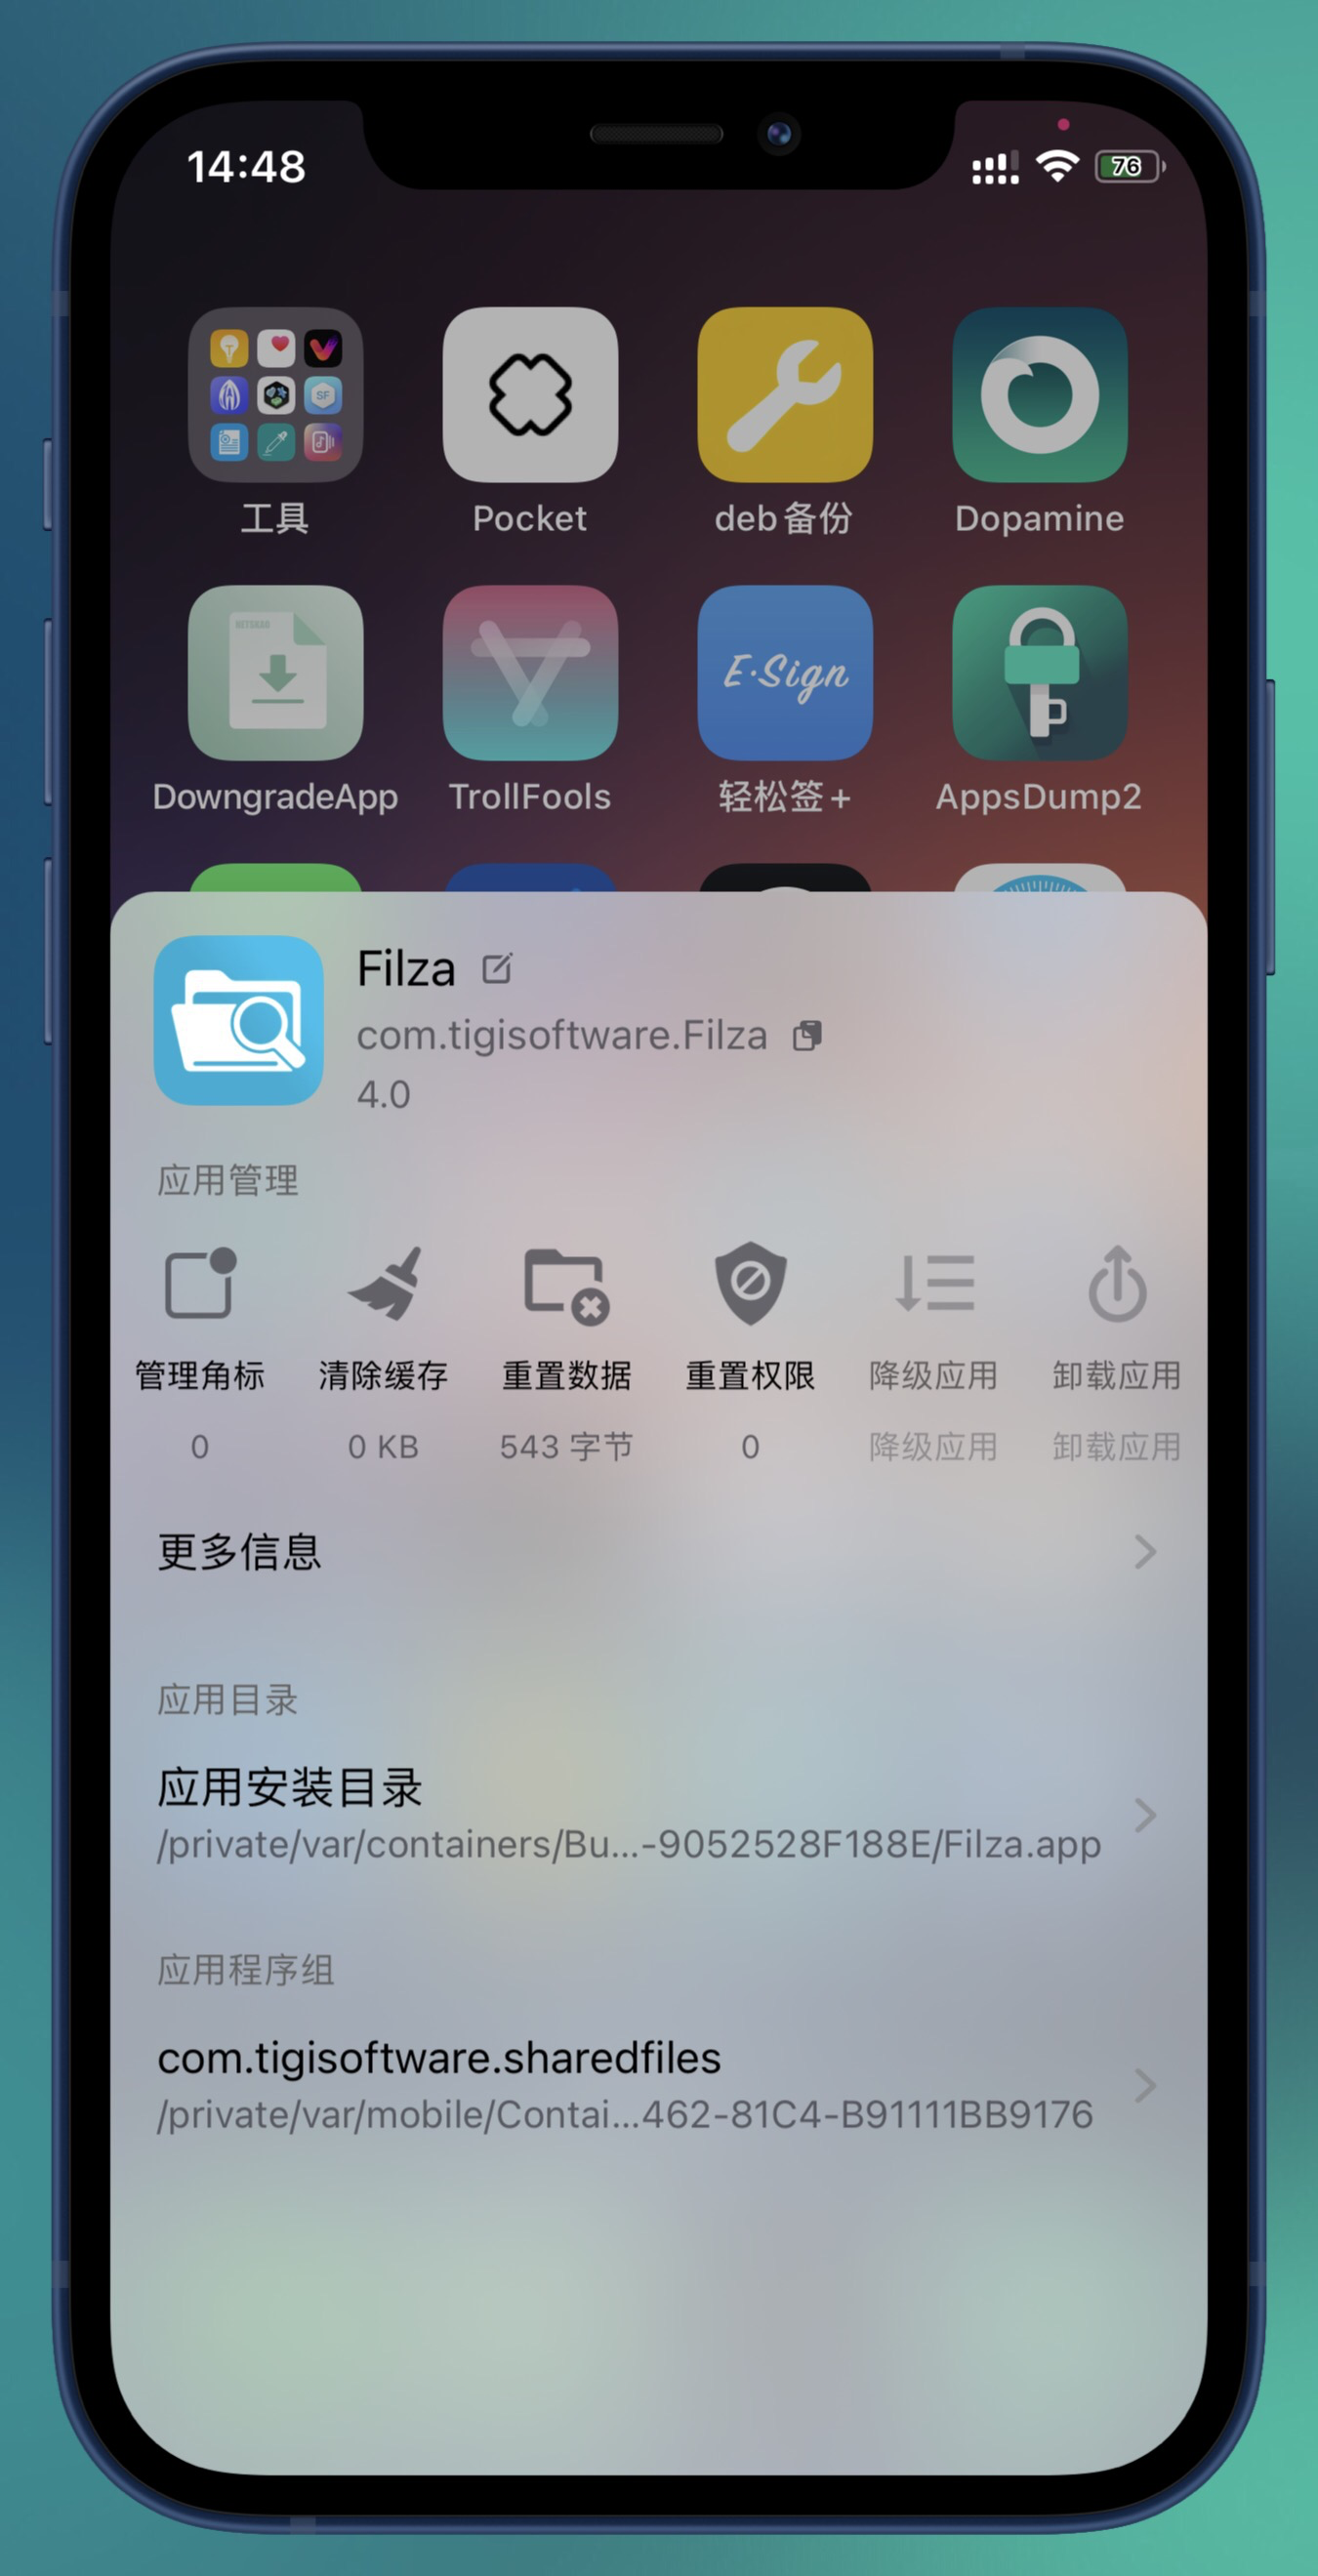 14:48
76
SF
工具
Pocket
deb备份
Dopamine
NETSKAO
E·Sign
DowngradeApp
TrollFools
轻松签+
AppsDump2
Filza
com.tigisoftware.Filza
4.0
应用管理
管理角标 清除缓存 重置数据 重置权限 降级应用 卸载应用
0 0 KB 543 字节 0 降级应用 卸载应用
更多信息
应用目录
应用安装目录
/private/var/containers/Bu...-9052528F188E/Filza.app
应用程序组
com.tigisoftware.sharedfiles
/private/var/mobile/Contai...462-81C4-B91111BB9176